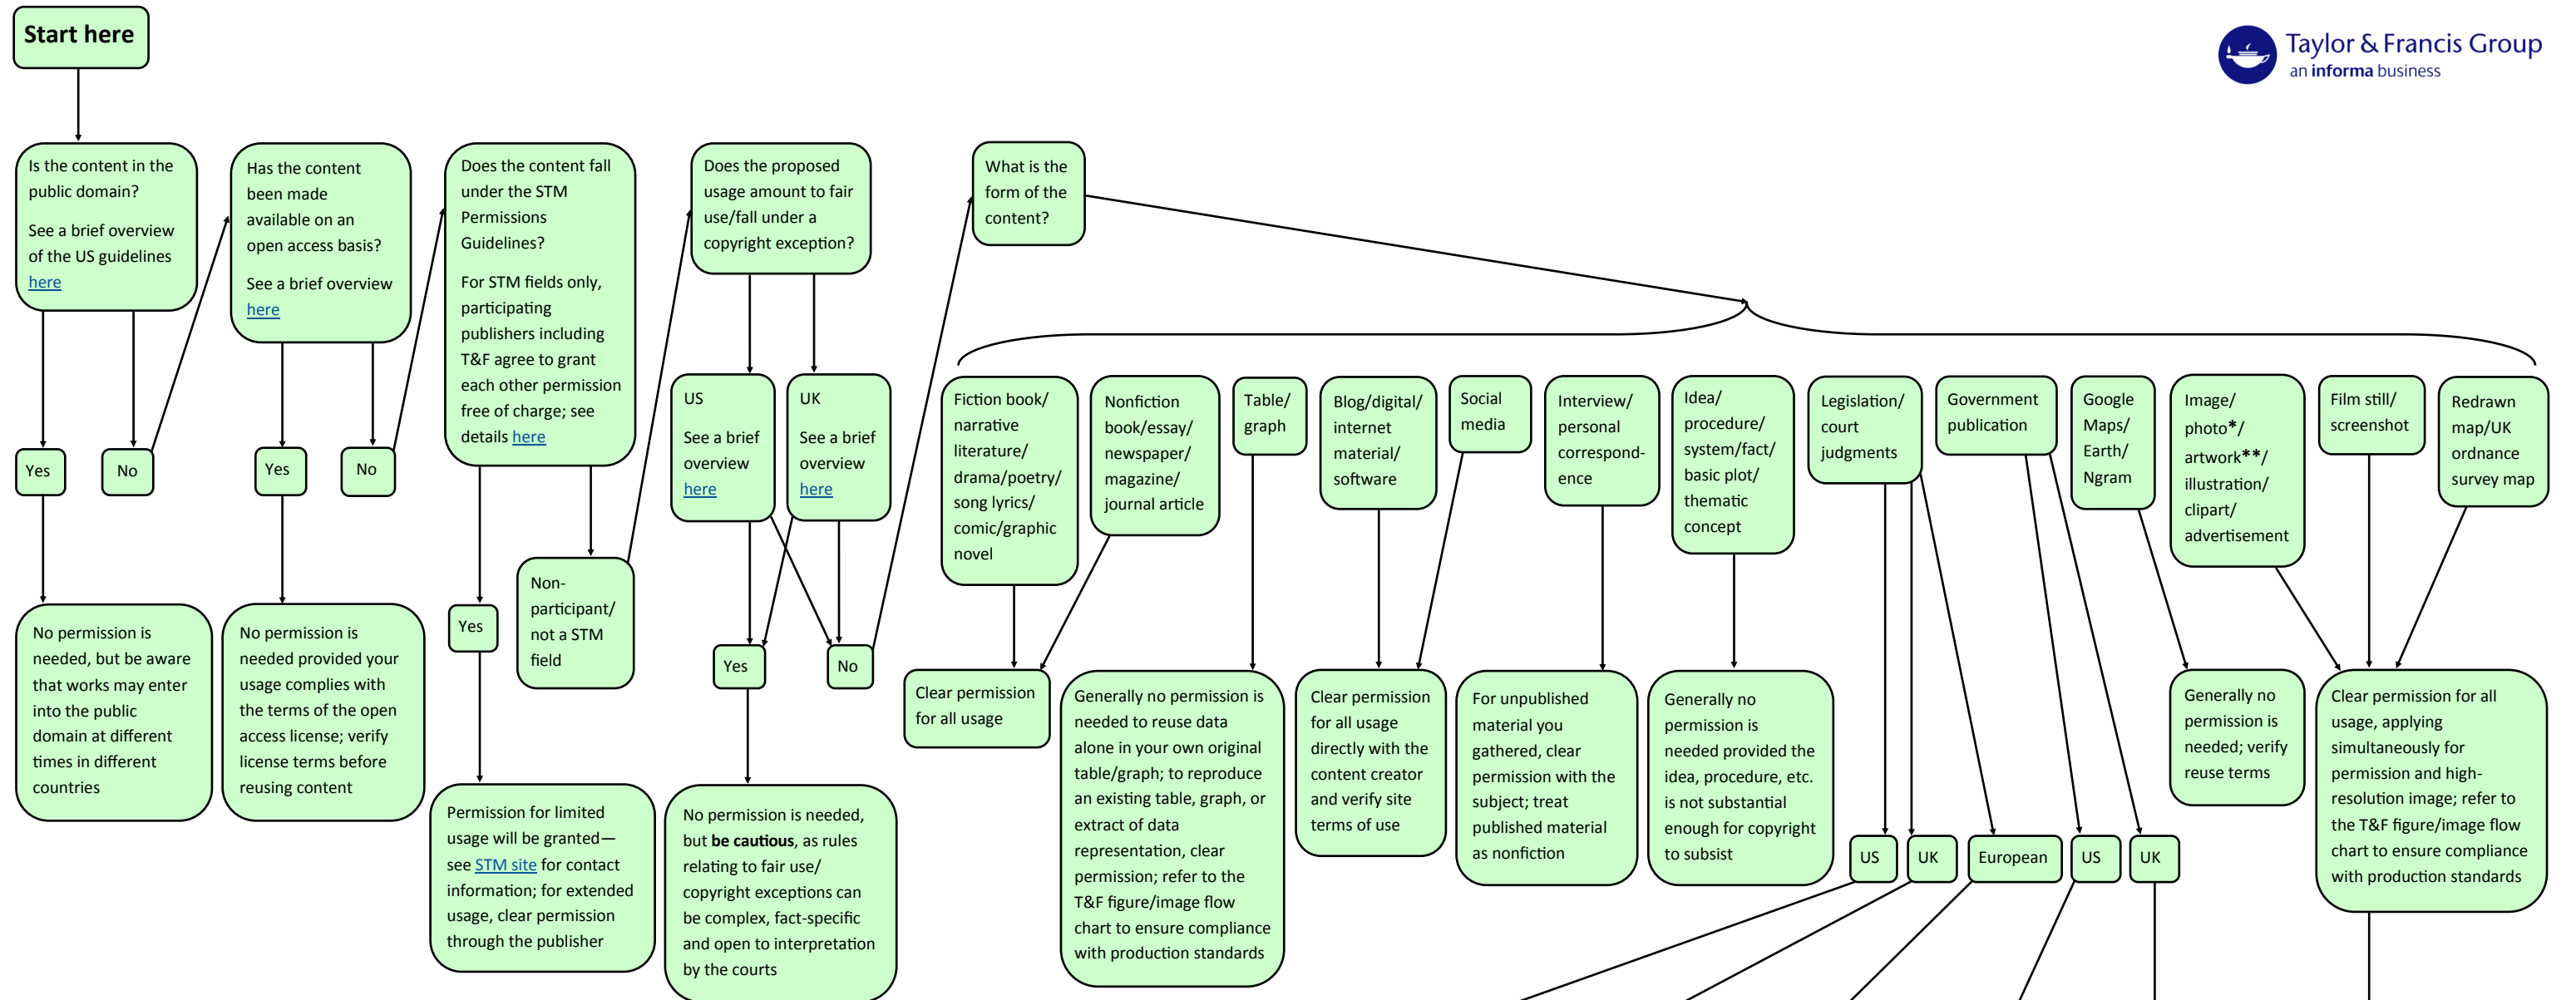 Start here
Taylor & Francis Group
an informa business
Is the content in the
public domain?
See a brief overview
of the US guidelines
here
Has the content
been made
available on an
open access basis?
See a brief overview
here
Does the content fall
under the STM
Permissions
Guidelines?
For STM fields only,
participating
publishers including
T&F agree to grant
each other permission
free of charge; see
details here
Does the proposed
usage amount to fair
use/fall under a
copyright exception?
What is the
form of the
content?
US
See a brief
overview
here
UK
See a brief
overview
here
Yes
No
Yes
No
Yes
Non-
participant/
not a STM
field
Yes
No
No permission is
needed, but be aware
that works may enter
into the public
domain at different
times in different
countries
No permission is
needed provided your
usage complies with
the terms of the open
access license; verify
license terms before
reusing content
Permission for limited
usage will be granted—
see STM site for contact
information; for extended
usage, clear permission
through the publisher
No permission is needed,
but be cautious, as rules
relating to fair use/
copyright exceptions can
be complex, fact-specific
and open to interpretation
by the courts
Fiction book/
narrative
literature/
drama/poetry/
song lyrics/
comic/graphic
novel
Nonfiction
book/essay/
newspaper/
magazine/
journal article
Table/
graph
Blog/digital/
internet
material/
software
Social
media
Interview/
personal
correspond-
ence
Idea/
procedure/
system/fact/
basic plot/
thematic
concept
Legislation/
court
judgments
Government
publication
Google
Maps/
Earth/
Ngram
Image/
photo*/
artwork**/
illustration/
clipart/
advertisement
Film still/
screenshot
Redrawn
map/UK
ordnance
survey map
Clear permission
for all usage
Generally no permission is
needed to reuse data
alone in your own original
table/graph; to reproduce
an existing table, graph, or
extract of data
representation, clear
permission; refer to the
T&F figure/image flow
chart to ensure compliance
with production standards
Clear permission
for all usage
directly with the
content creator
and verify site
terms of use
For unpublished
material you
gathered, clear
permission with the
subject; treat
published material
as nonfiction
Generally no
permission is
needed provided the
idea, procedure, etc.
is not substantial
enough for copyright
to subsist
US
UK
European
US
UK
Generally no
permission is
needed; verify
reuse terms
Clear permission for all
usage, applying
simultaneously for
permission and high-
resolution image; refer to
the T&F figure/image flow
chart to ensure compliance
with production standards